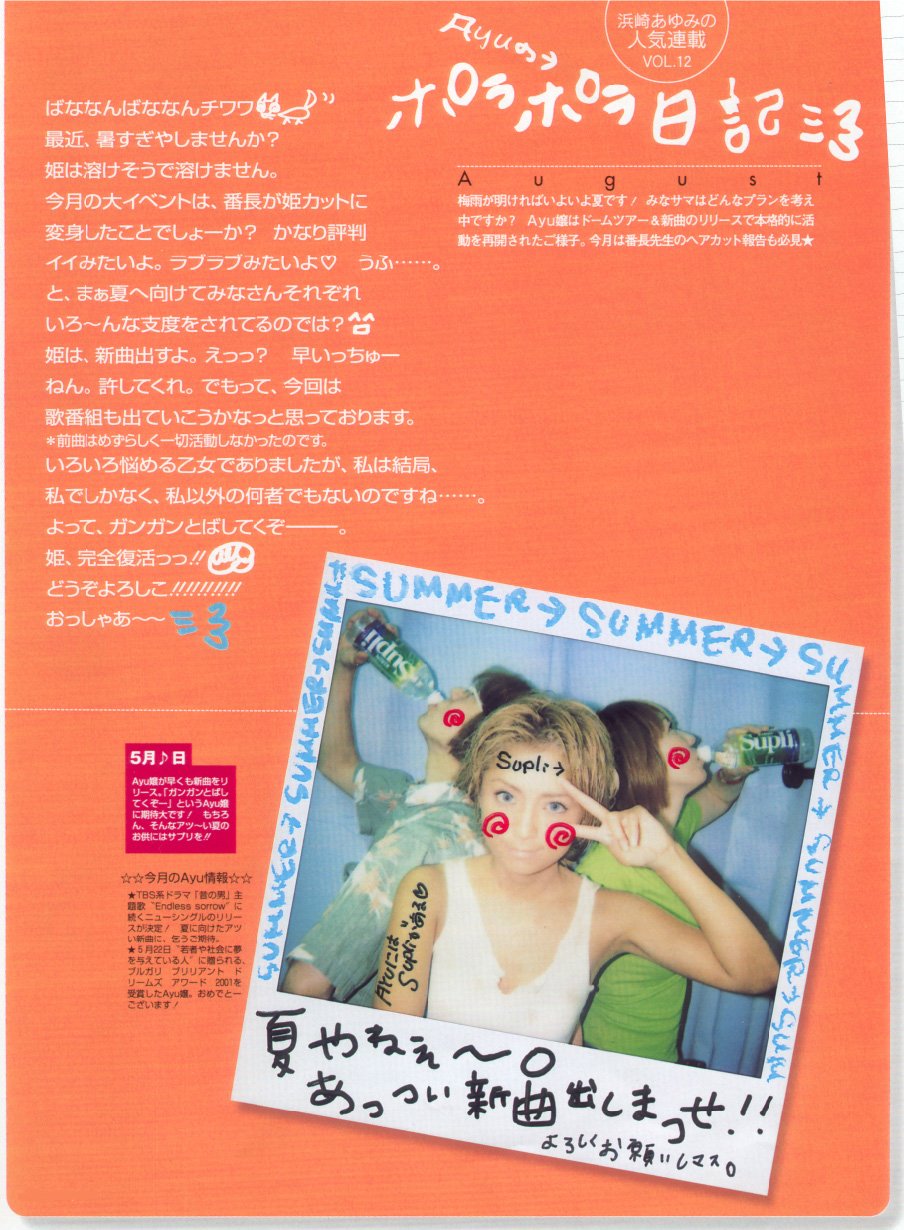 浜崎あゆみの
人気連載
VOL.12
Ayuの→
ポラポラ日記
August
梅雨が明ければいよいよ夏です！ みなサマはどんなプランを考え
中ですか？ Ayu嬢はドームツアー＆新曲のリリースで本格的に活
動を再開されたご様子。今月は番長先生のヘアカット報告も必見★
ばななんばななんチワワ
最近、暑すぎやしませんか？
姫は溶けそうで溶けません。
今月の大イベントは、番長が姫カットに
変身したことでしょーか？ かなり評判
イイみたいよ。ラブラブみたいよ♡ うふ……。
と、まぁ夏へ向けてみなさんそれぞれ
いろ〜んな支度をされてるのでは？
姫は、新曲出すよ。えっっ？ 早いっちゅー
ねん。許してくれ。でもって、今回は
歌番組も出ていこうかなっと思っております。
＊前曲はめずらしく一切活動しなかったのです。
いろいろ悩める乙女でありましたが、私は結局、
私でしかなく、私以外の何者でもないのですね……。
よって、ガンガンとばしてくぞ———。
姫、完全復活っっ!!
どうぞよろしこ!!!!!!!!!!
おっしゃあ〜〜
5月♪日
Ayu嬢が早くも新曲をリ
リース。「ガンガンとばし
てくぞー」というAyu嬢
に期待大です！ もちろ
ん、そんなアツ〜い夏の
お供にはサプリを!!
☆☆今月のAyu情報☆☆
★TBS系ドラマ「昔の男」主
題歌“Endless sorrow”に
続くニューシングルのリリー
スが決定！ 夏に向けたアツ
い新曲に、乞うご期待。
★5月22日“若者や社会に夢
を与えている人”に贈られる、
ブルガリ ブリリアント ド
リームズ アワード 2001を
受賞したAyu嬢。おめでとー
ございます！
SUMMER→SUMMER→SUMMER→SUMMER→SUMM
SUMMER→SUMMER→SUMM
Supli
Supli
Supli→
Ayuには
Supliがある♡
夏やねぇ〜。
あっつい新曲出しまっせ!!
よろしくお願いしマス。